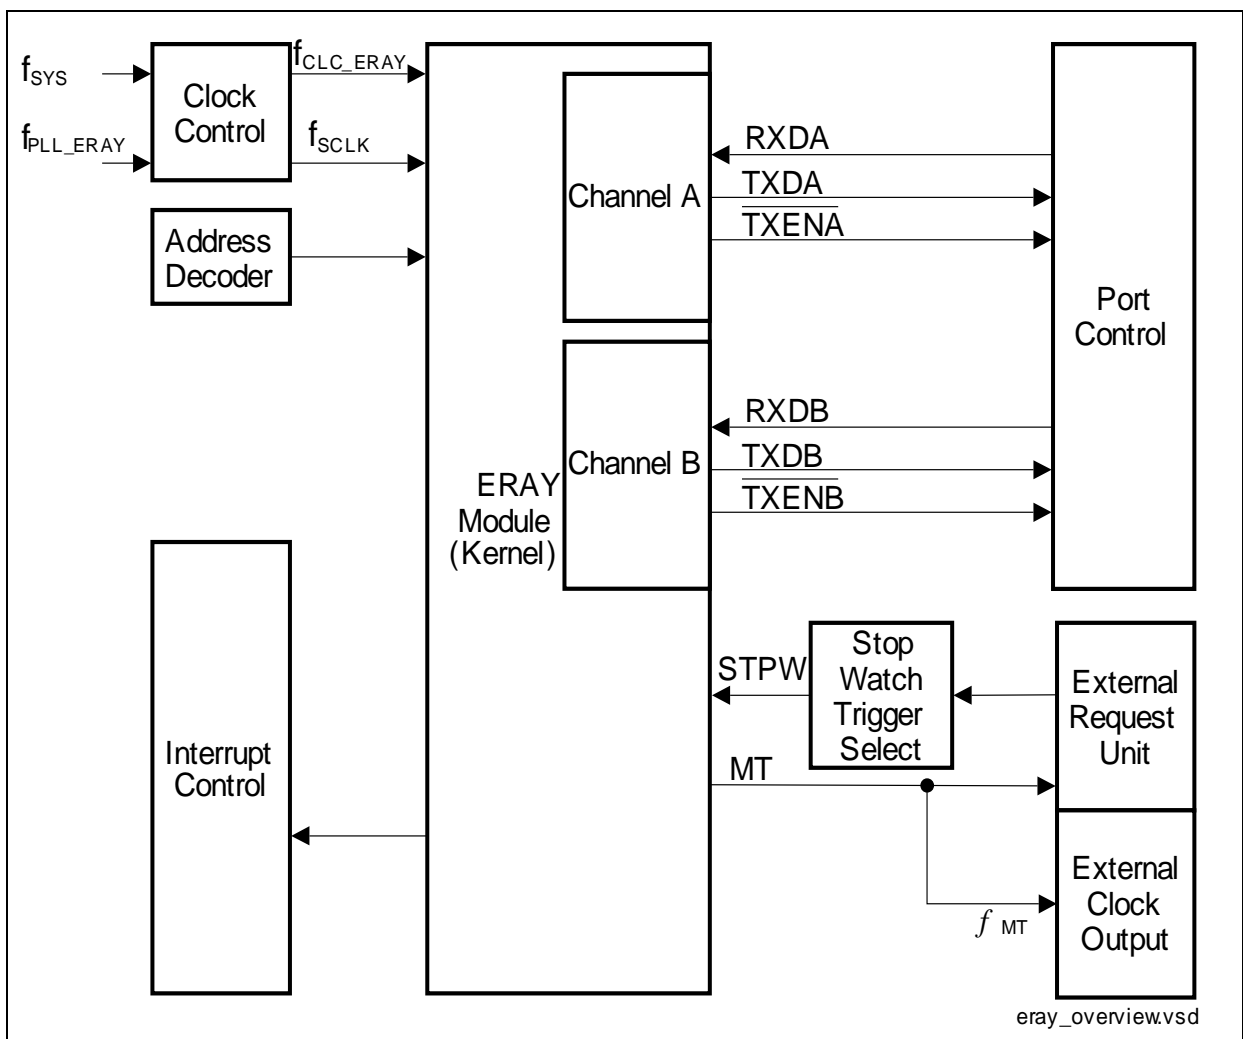 fSYS
fPLL_ERAY
Clock
Control
fCLC_ERAY
fSCLK
Address
Decoder
Interrupt
Control
ERAY
Module
(Kernel)
Channel A
Channel B
RXDA
TXDA
TXENA
RXDB
TXDB
TXENB
Port
Control
STPW
MT
Stop
Watch
Trigger
Select
External
Request
Unit
External
Clock
Output
f MT
eray_overview.vsd